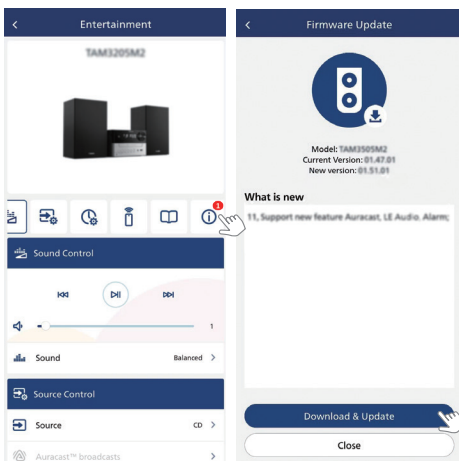 Entertainment
TAM3205M2
1
Sound Control
1
Sound
Balanced
Source Control
Source
CD
Auracast™ broadcasts
Firmware Update
Model: TAM3505M2
Current Version: 01.47.01
New version: 01.51.01
What is new
11, Support new feature Auracast, LE Audio. Alarm;
Download & Update
Close